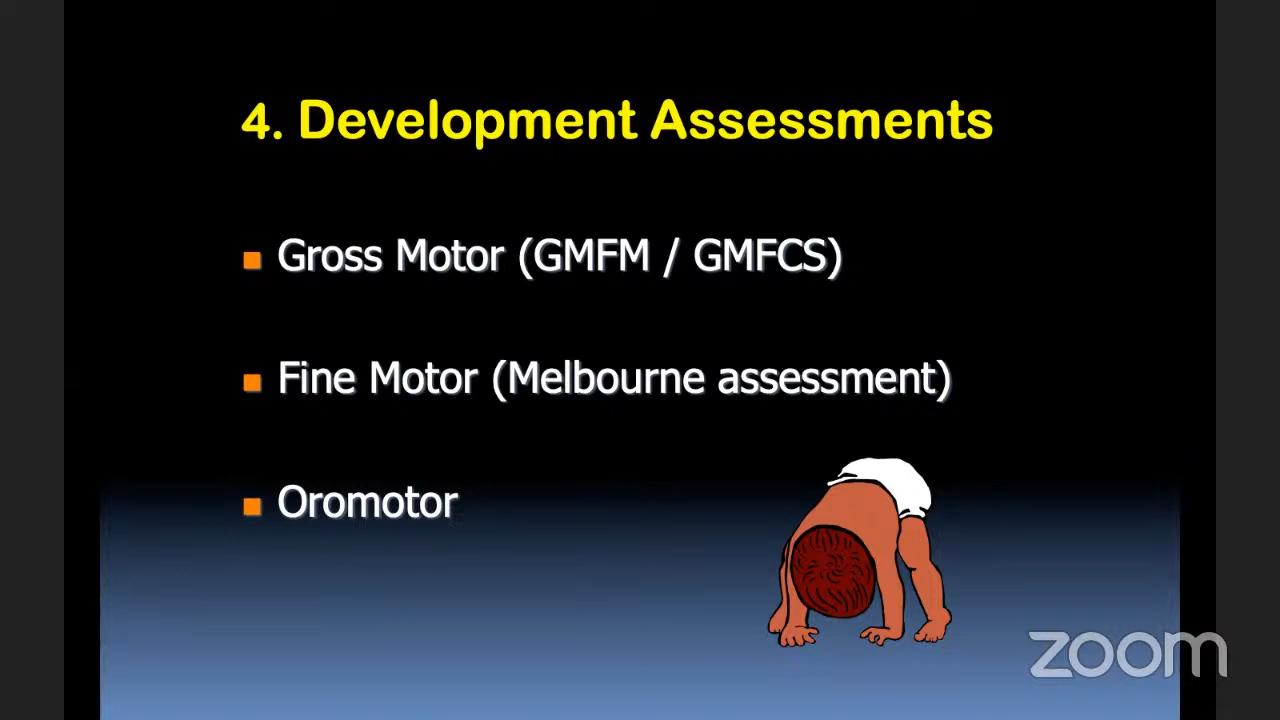 4. Development Assessments
Gross Motor (GMFM / GMFCS)
Fine Motor (Melbourne assessment)
Oromotor
zoom